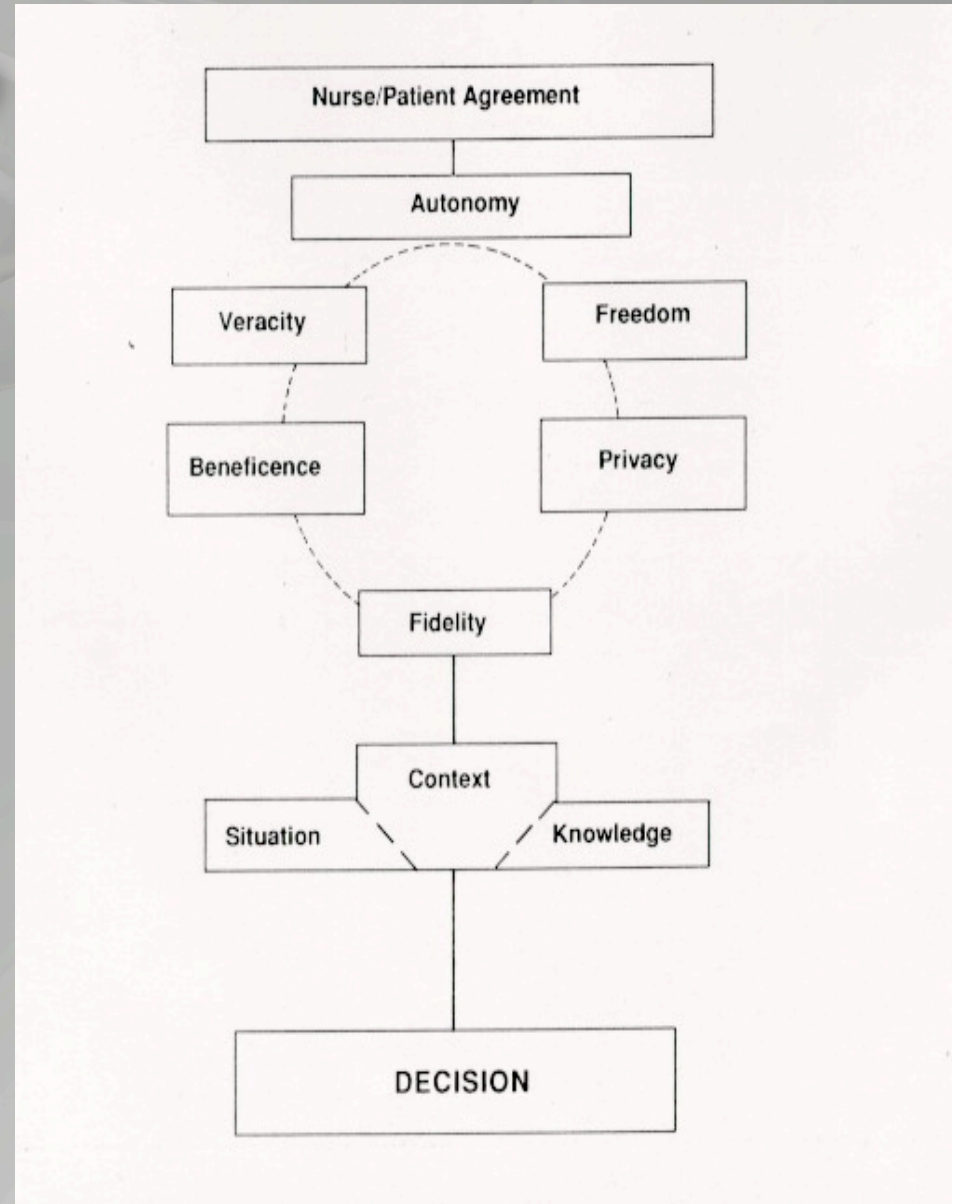 Nurse/Patient Agreement
Autonomy
Veracity
Freedom
Beneficence
Privacy
Fidelity
Context
Situation
Knowledge
DECISION